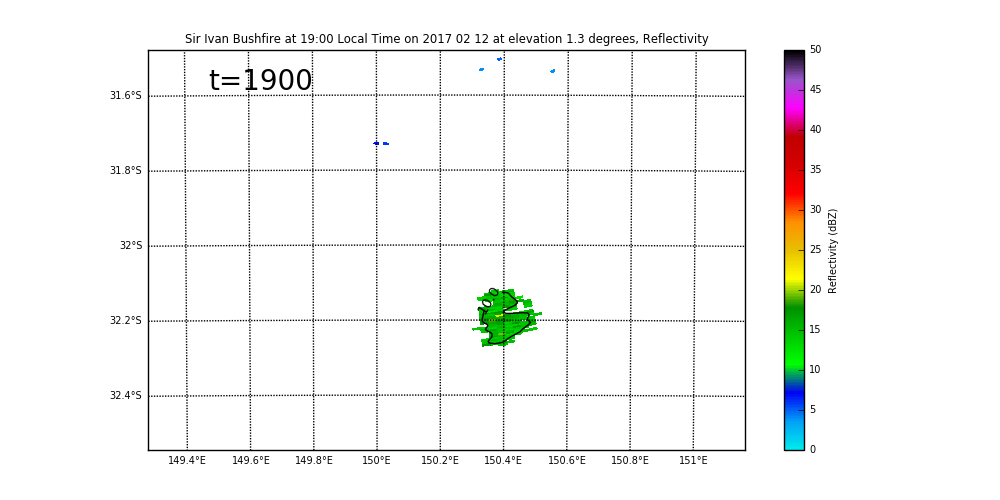 Sir Ivan Bushfire at 19:00 Local Time on 2017 02 12 at elevation 1.3 degrees, Reflectivity
t=1900
31.6°S
31.8°S
32°S
32.2°S
32.4°S
149.4°E 149.6°E 149.8°E 150°E 150.2°E 150.4°E 150.6°E 150.8°E 151°E
50
45
40
35
30
25
20
15
10
5
0
Reflectivity (dBZ)